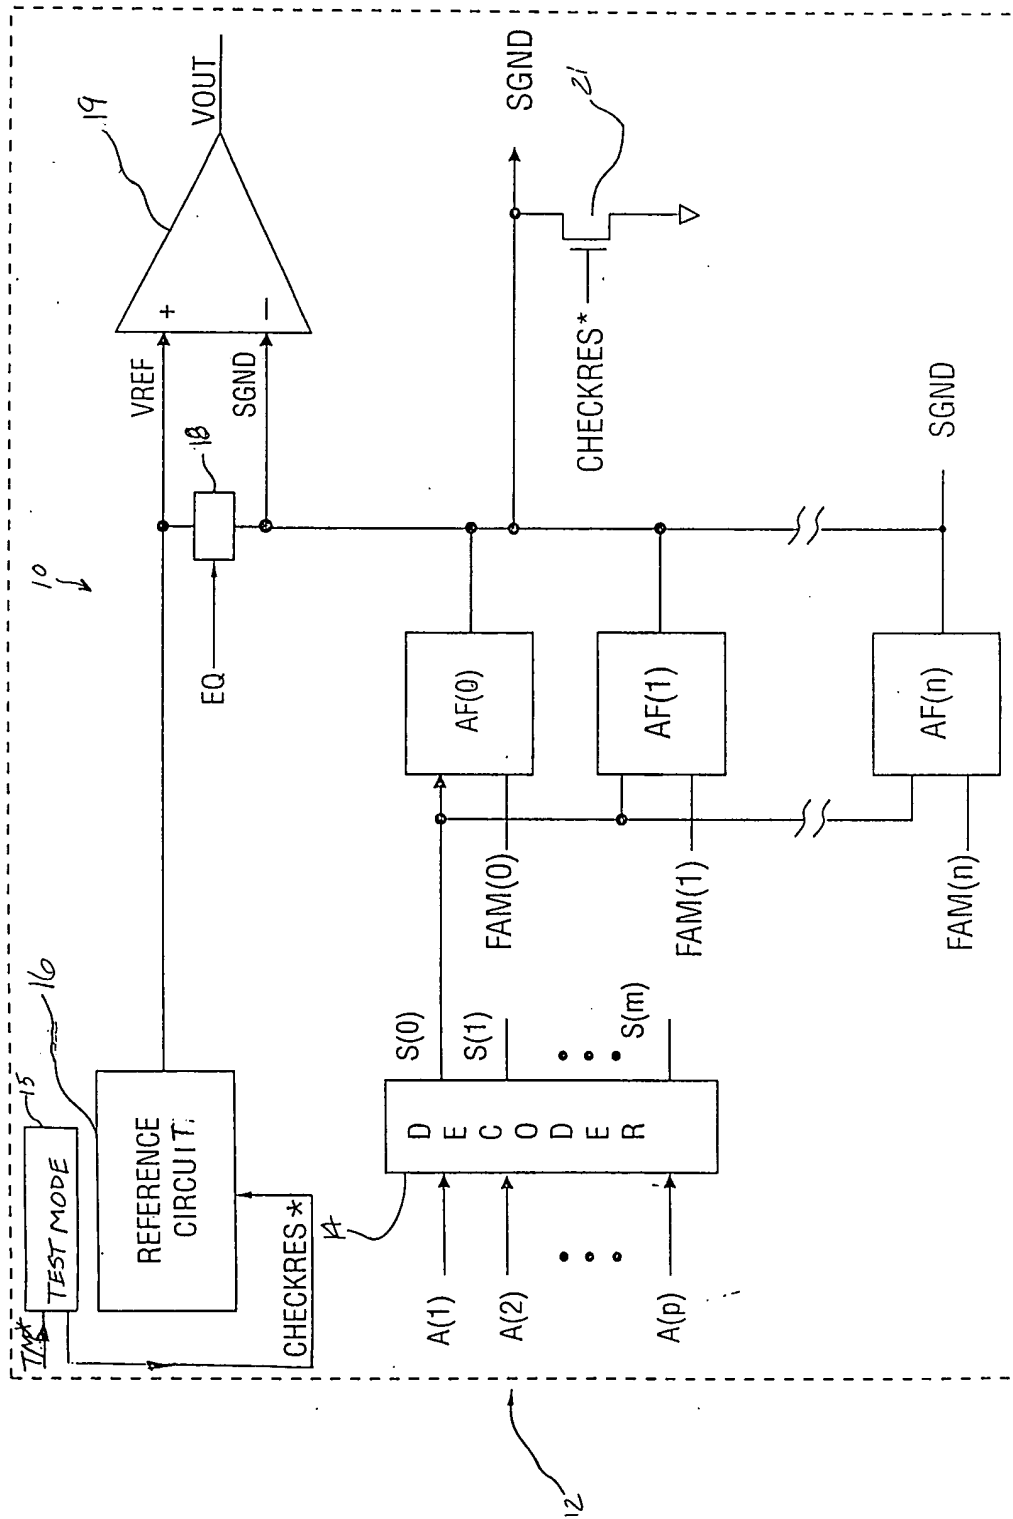 10
12
TM*
TEST MODE
15
16
REFERENCE
CIRCUIT
CHECKRES*
EQ
18
VREF
SGND
+
−
19
VOUT
14
A(1)
A(2)
A(p)
DECODER
S(0)
S(1)
S(m)
FAM(0)
AF(0)
FAM(1)
AF(1)
FAM(n)
AF(n)
SGND
CHECKRES*
21
SGND